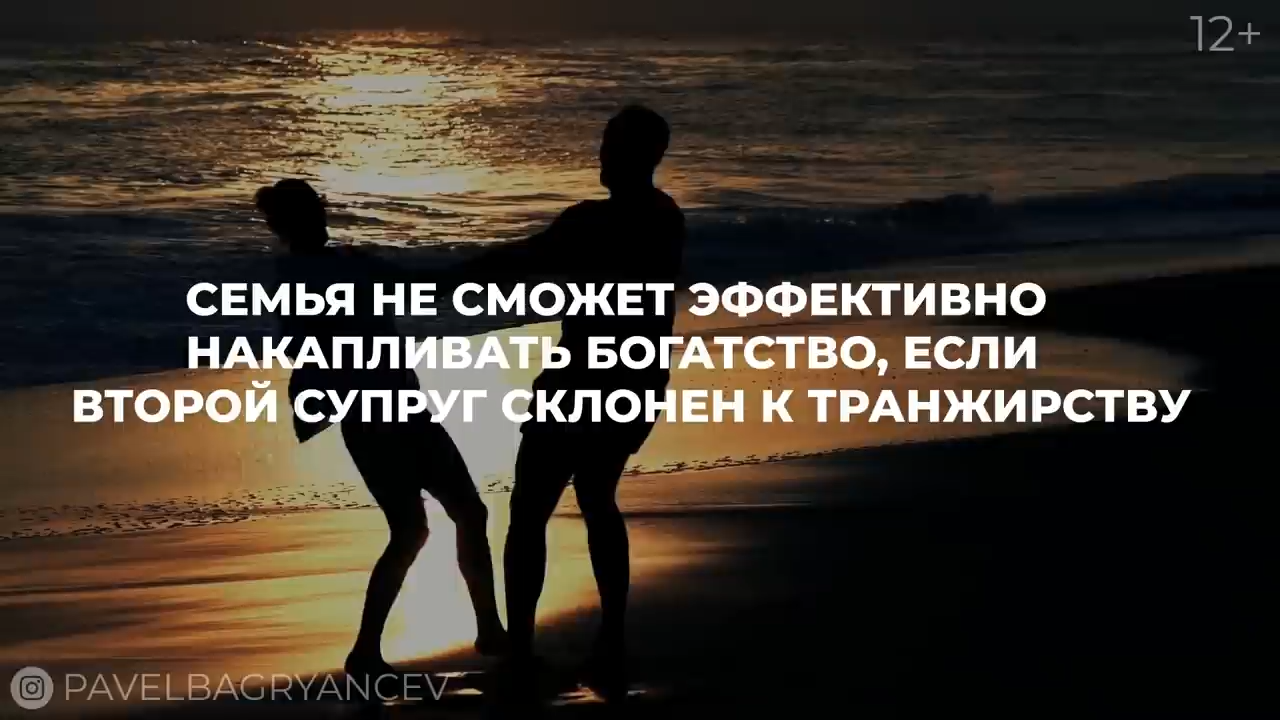 12+
СЕМЬЯ НЕ СМОЖЕТ ЭФФЕКТИВНО
НАКАПЛИВАТЬ БОГАТСТВО, ЕСЛИ
ВТОРОЙ СУПРУГ СКЛОНЕН К ТРАНЖИРСТВУ
PAVELBAGRYANCEV